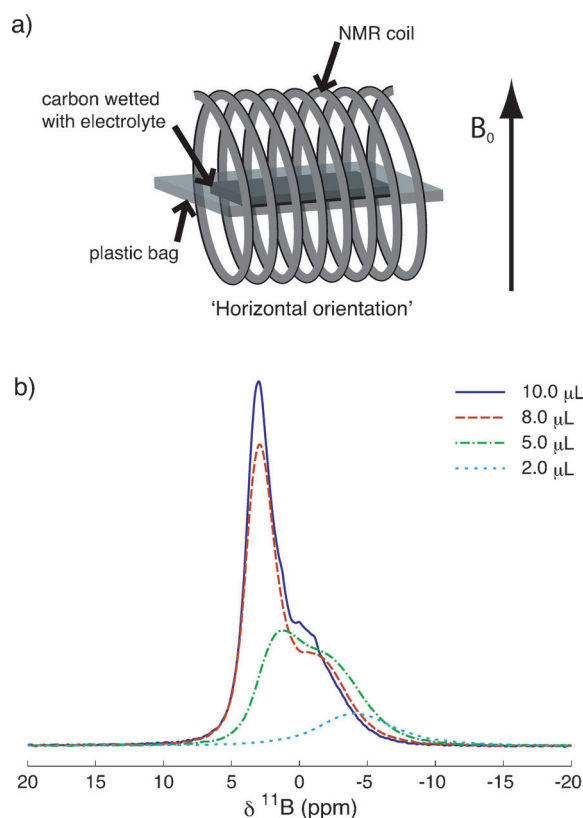 a)
NMR coil
carbon wetted
with electrolyte
B₀
plastic bag
'Horizontal orientation'
b)
10.0 μL
8.0 μL
5.0 μL
2.0 μL
20 15 10 5 0 -5 -10 -15 -20
δ ¹¹B (ppm)